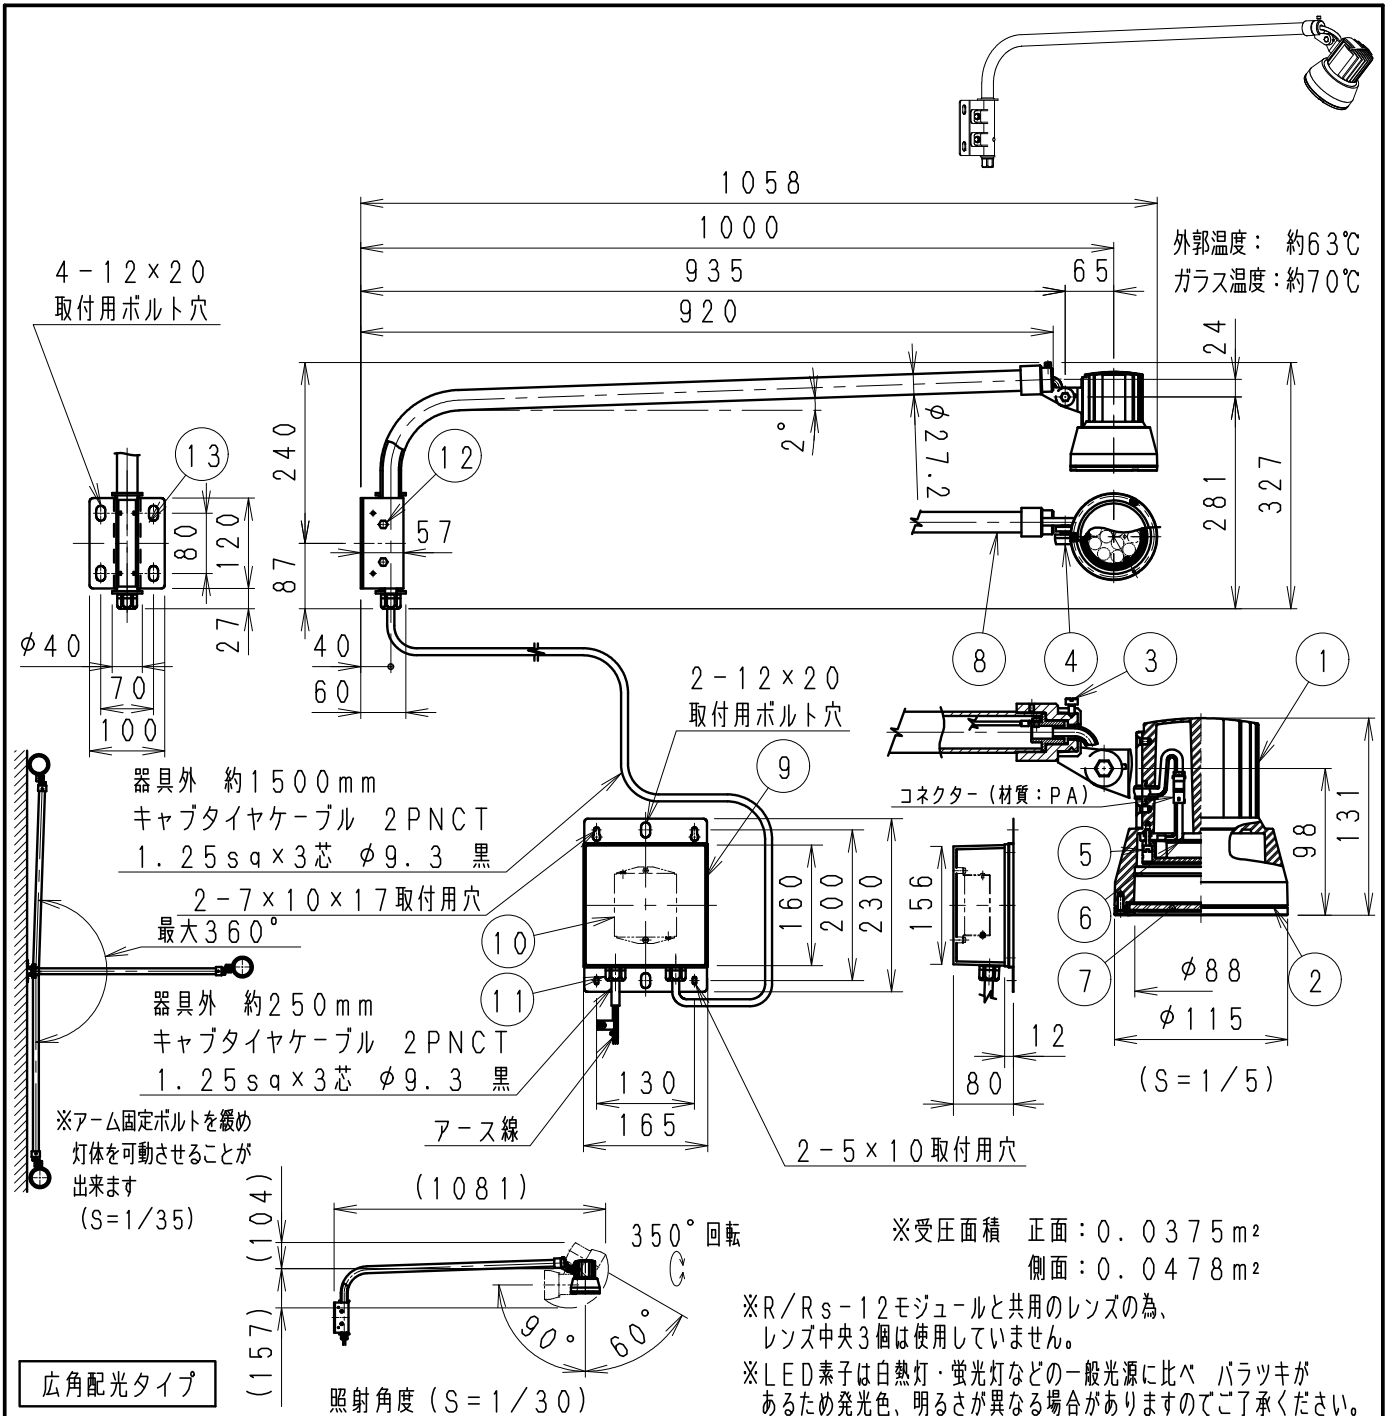 1058
1000
935
65
920
外郭温度： 約63℃
ガラス温度：約70℃
4-12×20
取付用ボルト穴
24
240
87
2°
φ27.2
281
327
13
12
57
80
120
27
φ40
70
100
40
60
8
4
3
1
2-12×20
取付用ボルト穴
9
器具外 約1500mm
キャブタイヤケーブル 2PNCT
1.25sq×3芯 φ9.3 黒
2-7×10×17取付用穴
コネクター(材質：PA)
5
6
7
2
98
131
φ88
φ115
(S=1/5)
最大360°
10
11
160
200
230
156
12
80
器具外 約250mm
キャブタイヤケーブル 2PNCT
1.25sq×3芯 φ9.3 黒
130
165
アース線
2-5×10取付用穴
※アーム固定ボルトを緩め
灯体を可動させることが
出来ます
(S=1/35)
(1081)
(104)
(157)
350°回転
90°
60°
照射角度(S=1/30)
広角配光タイプ
※受圧面積 正面：0.0375m²
側面：0.0478m²
※R/Rs-12モジュールと共用のレンズの為、
レンズ中央3個は使用していません。
※LED素子は白熱灯・蛍光灯などの一般光源に比べ バラツキが
あるため発光色、明るさが異なる場合がありますのでご了承ください。